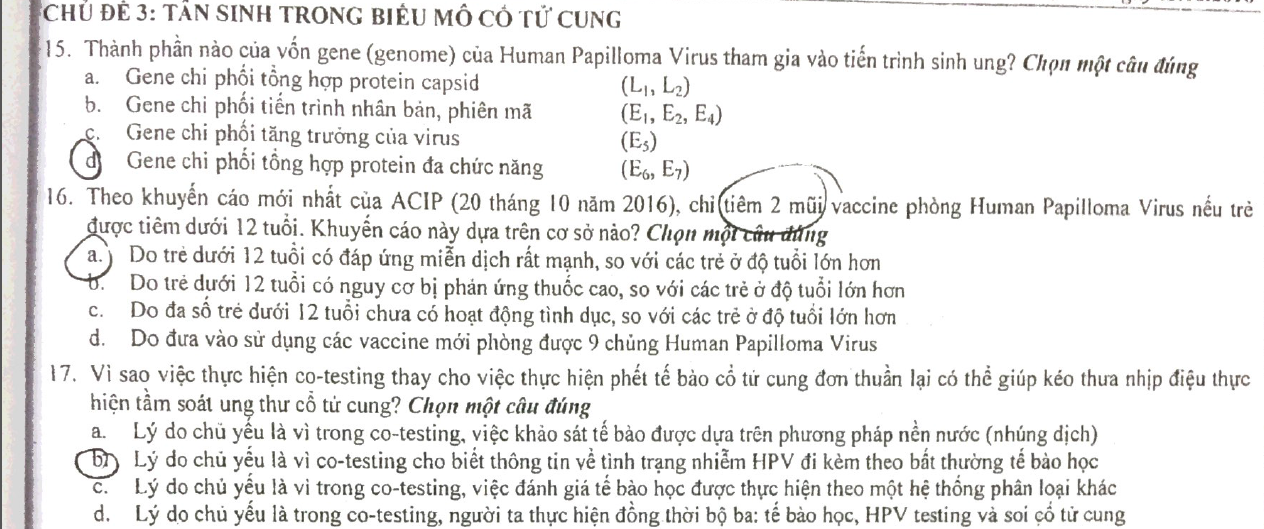 CHỦ ĐỀ 3: TÂN SINH TRONG BIỂU MÔ CỔ TỬ CUNG
15. Thành phần nào của vốn gene (genome) của Human Papilloma Virus tham gia vào tiến trình sinh ung? Chọn một câu đúng
a. Gene chi phối tổng hợp protein capsid (L1, L2)
b. Gene chi phối tiến trình nhân bản, phiên mã (E1, E2, E4)
c. Gene chi phối tăng trưởng của virus (E5)
d Gene chi phối tổng hợp protein đa chức năng (E6, E7)
16. Theo khuyến cáo mới nhất của ACIP (20 tháng 10 năm 2016), chỉ tiêm 2 mũi vaccine phòng Human Papilloma Virus nếu trẻ
được tiêm dưới 12 tuổi. Khuyến cáo này dựa trên cơ sở nào? Chọn một câu đúng
a. Do trẻ dưới 12 tuổi có đáp ứng miễn dịch rất mạnh, so với các trẻ ở độ tuổi lớn hơn
b. Do trẻ dưới 12 tuổi có nguy cơ bị phản ứng thuốc cao, so với các trẻ ở độ tuổi lớn hơn
c. Do đa số trẻ dưới 12 tuổi chưa có hoạt động tình dục, so với các trẻ ở độ tuổi lớn hơn
d. Do đưa vào sử dụng các vaccine mới phòng được 9 chủng Human Papilloma Virus
17. Vì sao việc thực hiện co-testing thay cho việc thực hiện phết tế bào cổ tử cung đơn thuần lại có thể giúp kéo thưa nhịp điệu thực
hiện tầm soát ung thư cổ tử cung? Chọn một câu đúng
a. Lý do chủ yếu là vì trong co-testing, việc khảo sát tế bào được dựa trên phương pháp nền nước (nhúng dịch)
b. Lý do chủ yếu là vì co-testing cho biết thông tin về tình trạng nhiễm HPV đi kèm theo bất thường tế bào học
c. Lý do chủ yếu là vì trong co-testing, việc đánh giá tế bào học được thực hiện theo một hệ thống phân loại khác
d. Lý do chủ yếu là trong co-testing, người ta thực hiện đồng thời bộ ba: tế bào học, HPV testing và soi cổ tử cung